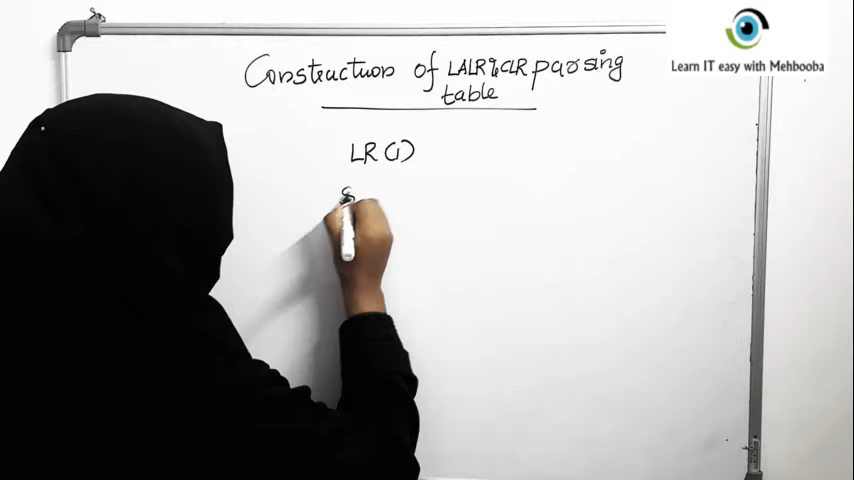 Learn IT easy with Mehbooba
Construction of LALR & CLR parsing
table
LR (1)
S